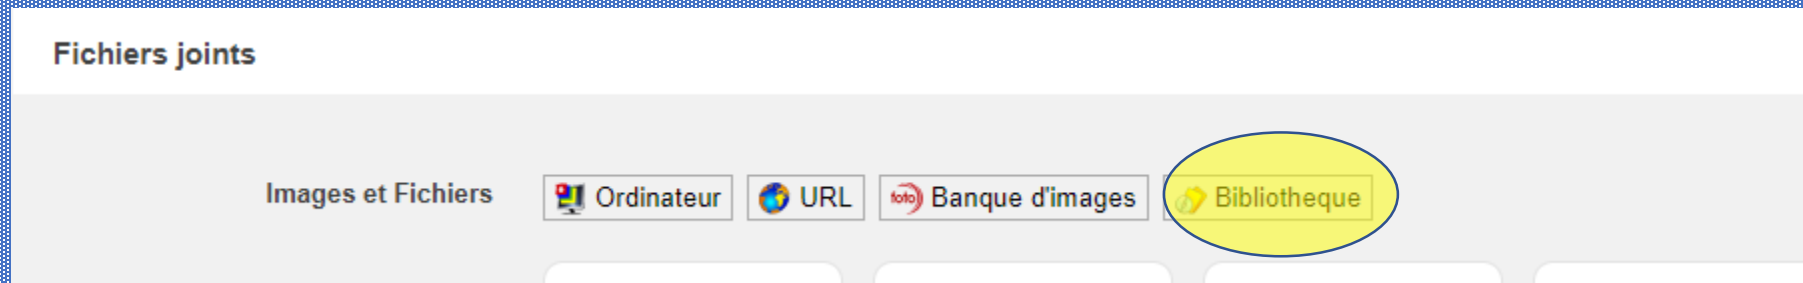 Fichiers joints
Images et Fichiers Ordinateur URL foto Banque d'images Bibliotheque